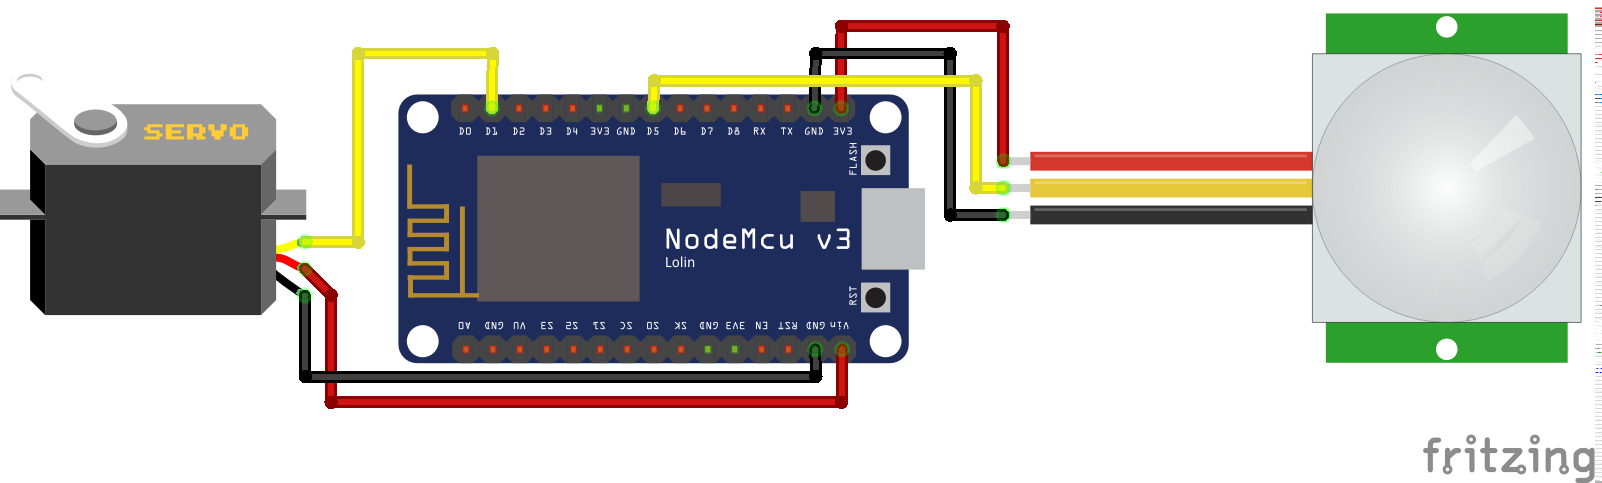 SERVO
D0 D1 D2 D3 D4 3V3 GND D5 D6 D7 D8 RX TX GND 3V3
FLASH
NodeMcu v3
Lolin
RST
A0 GND VU S3 S2 S1 SC S0 SK GND 3V3 EN RST GND Vin
fritzing